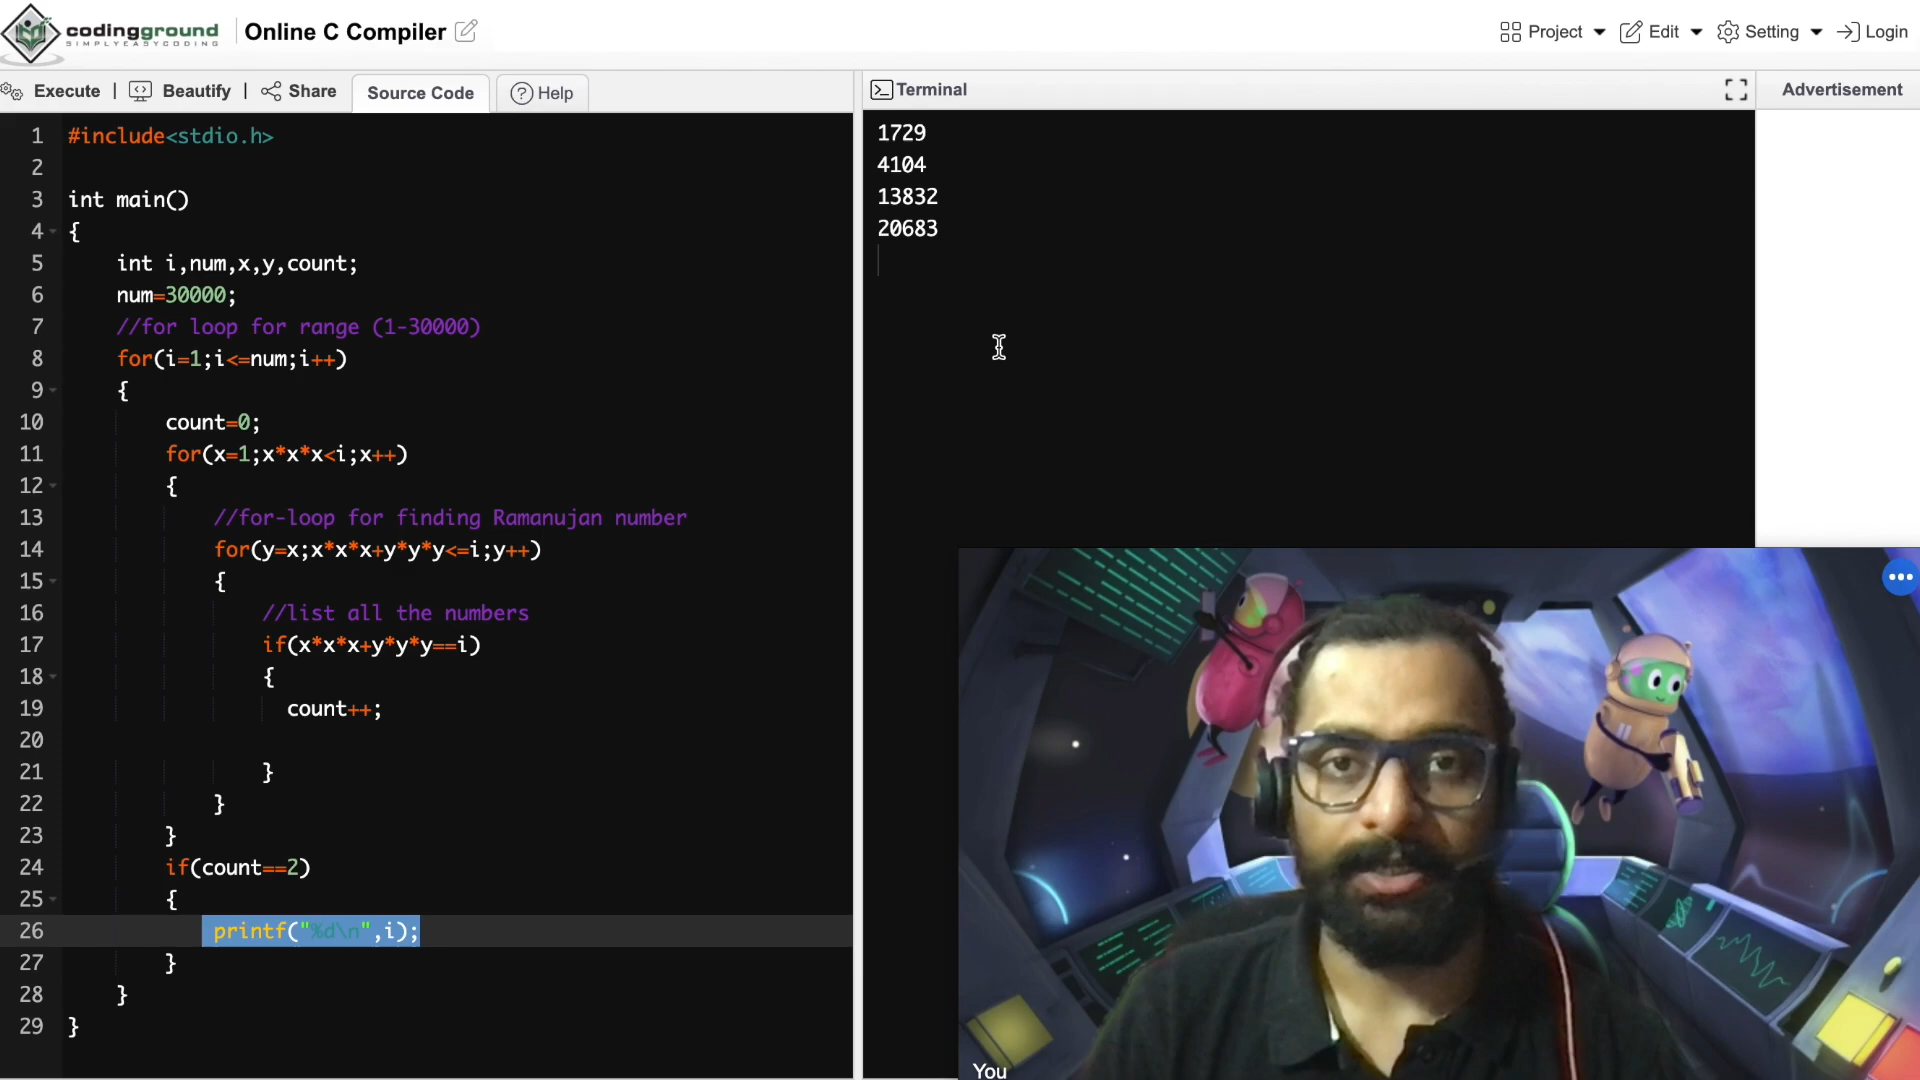 codingground
SIMPLYEASYCODING
Online C Compiler
Project
Edit
Setting
Login
Execute | Beautify | Share
Source Code
Help
Terminal
Advertisement
1 #include<stdio.h>
2
3 int main()
4 {
5 int i,num,x,y,count;
6 num=30000;
7 //for loop for range (1-30000)
8 for(i=1;i<=num;i++)
9 {
10 count=0;
11 for(x=1;x*x*x<i;x++)
12 {
13 //for-loop for finding Ramanujan number
14 for(y=x;x*x*x+y*y*y<=i;y++)
15 {
16 //list all the numbers
17 if(x*x*x+y*y*y==i)
18 {
19 count++;
20
21 }
22 }
23 }
24 if(count==2)
25 {
26 printf("%d\n",i);
27 }
28 }
29 }
1729
4104
13832
20683
You